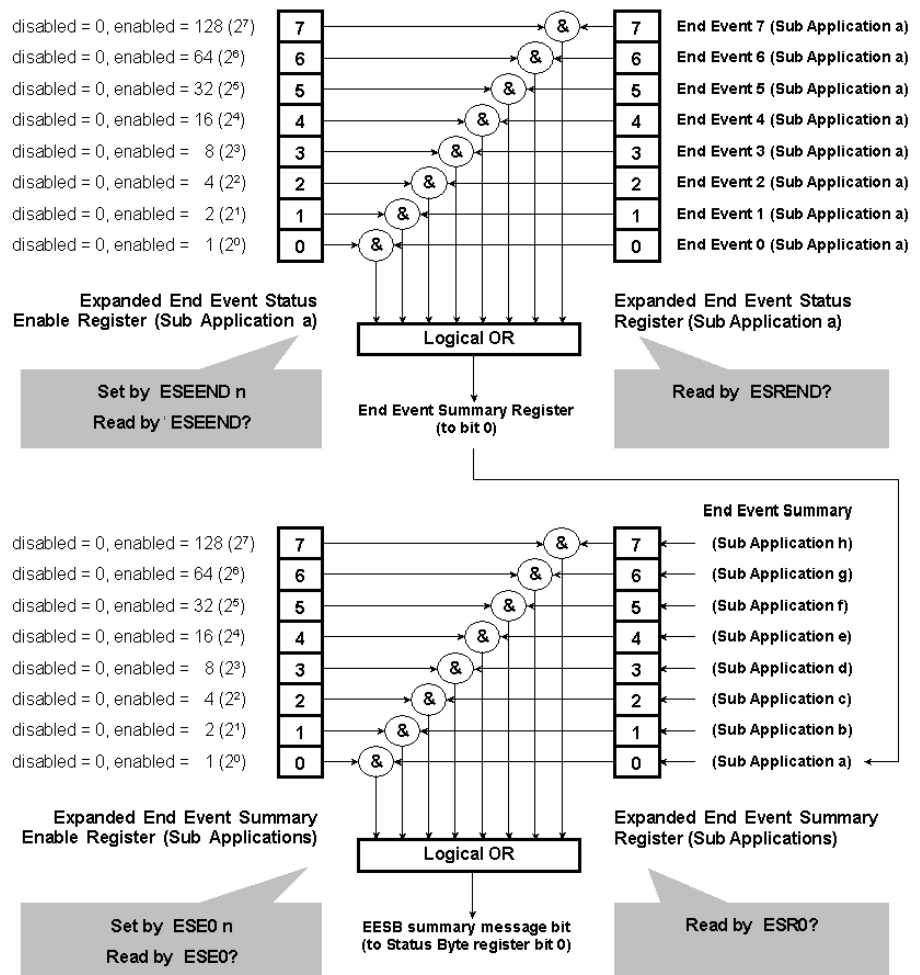 disabled = 0, enabled = 128 (2⁷) 7 & 7 End Event 7 (Sub Application a)
disabled = 0, enabled = 64 (2⁶) 6 & 6 End Event 6 (Sub Application a)
disabled = 0, enabled = 32 (2⁵) 5 & 5 End Event 5 (Sub Application a)
disabled = 0, enabled = 16 (2⁴) 4 & 4 End Event 4 (Sub Application a)
disabled = 0, enabled = 8 (2³) 3 & 3 End Event 3 (Sub Application a)
disabled = 0, enabled = 4 (2²) 2 & 2 End Event 2 (Sub Application a)
disabled = 0, enabled = 2 (2¹) 1 & 1 End Event 1 (Sub Application a)
disabled = 0, enabled = 1 (2⁰) 0 & 0 End Event 0 (Sub Application a)
Expanded End Event Status
Enable Register (Sub Application a)
Expanded End Event Status
Register (Sub Application a)
Logical OR
Set by ESEEND n
Read by ' ESEEND?
Read by ESREND?
End Event Summary Register
(to bit 0)
End Event Summary
disabled = 0, enabled = 128 (2⁷) 7 & 7 (Sub Application h)
disabled = 0, enabled = 64 (2⁶) 6 & 6 (Sub Application g)
disabled = 0, enabled = 32 (2⁵) 5 & 5 (Sub Application f)
disabled = 0, enabled = 16 (2⁴) 4 & 4 (Sub Application e)
disabled = 0, enabled = 8 (2³) 3 & 3 (Sub Application d)
disabled = 0, enabled = 4 (2²) 2 & 2 (Sub Application c)
disabled = 0, enabled = 2 (2¹) 1 & 1 (Sub Application b)
disabled = 0, enabled = 1 (2⁰) 0 & 0 (Sub Application a)
Expanded End Event Summary
Enable Register (Sub Applications)
Expanded End Event Summary
Register (Sub Applications)
Logical OR
Set by ESE0 n
Read by ESE0?
EESB summary message bit
(to Status Byte register bit 0)
Read by ESR0?